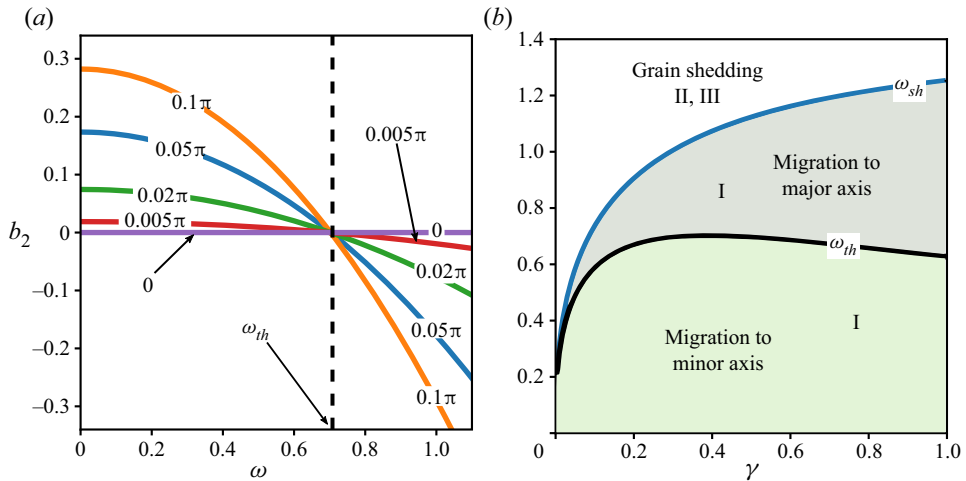 (a)
0.3
0.2
0.1
0
–0.1
–0.2
–0.3
b2
0.1π
0.05π
0.02π
0.005π
0
0.005π
0
0.02π
0.05π
0.1π
ωth
0
0.2
0.4
0.6
0.8
1.0
ω
(b)
1.4
1.2
1.0
0.8
0.6
0.4
0.2
Grain shedding
II, III
ωsh
Migration to
major axis
I
ωth
I
Migration to
minor axis
0
0.2
0.4
0.6
0.8
1.0
γ